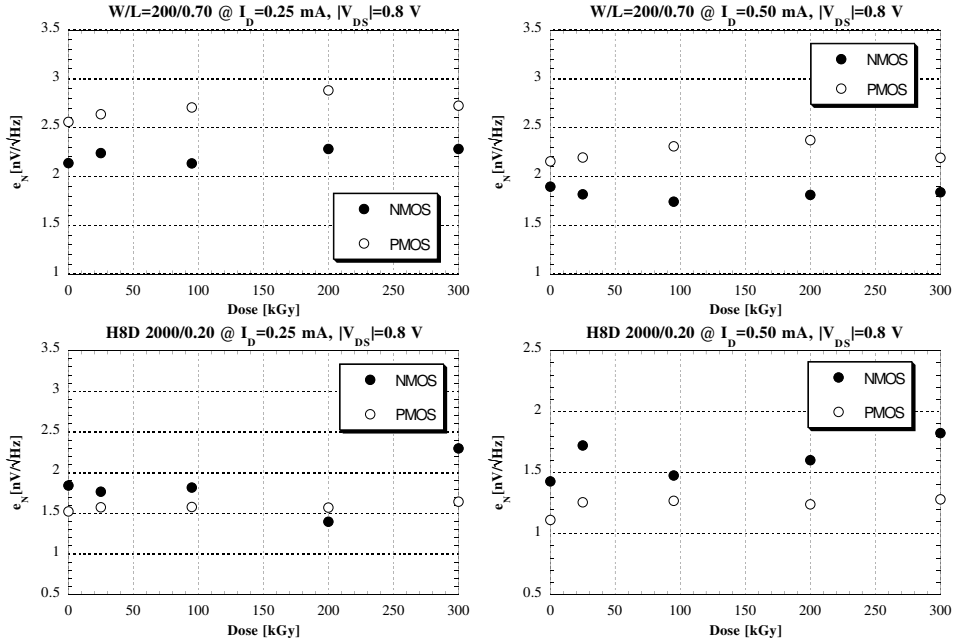 W/L=200/0.70 @ I_D=0.25 mA, |V_DS|=0.8 V
3.5
3
2.5
2
1.5
1
e_N[nV/√Hz]
NMOS
PMOS
0 50 100 150 200 250 300
Dose [kGy]
W/L=200/0.70 @ I_D=0.50 mA, |V_DS|=0.8 V
3.5
3
2.5
2
1.5
1
e_N[nV/√Hz]
NMOS
PMOS
0 50 100 150 200 250 300
Dose [kGy]
H8D 2000/0.20 @ I_D=0.25 mA, |V_DS|=0.8 V
3.5
3
2.5
2
1.5
1
0.5
e_N[nV/√Hz]
NMOS
PMOS
0 50 100 150 200 250 300
Dose [kGy]
H8D 2000/0.20 @ I_D=0.50 mA, |V_DS|=0.8 V
2.5
2
1.5
1
0.5
e_N[nV/√Hz]
NMOS
PMOS
0 50 100 150 200 250 300
Dose [kGy]